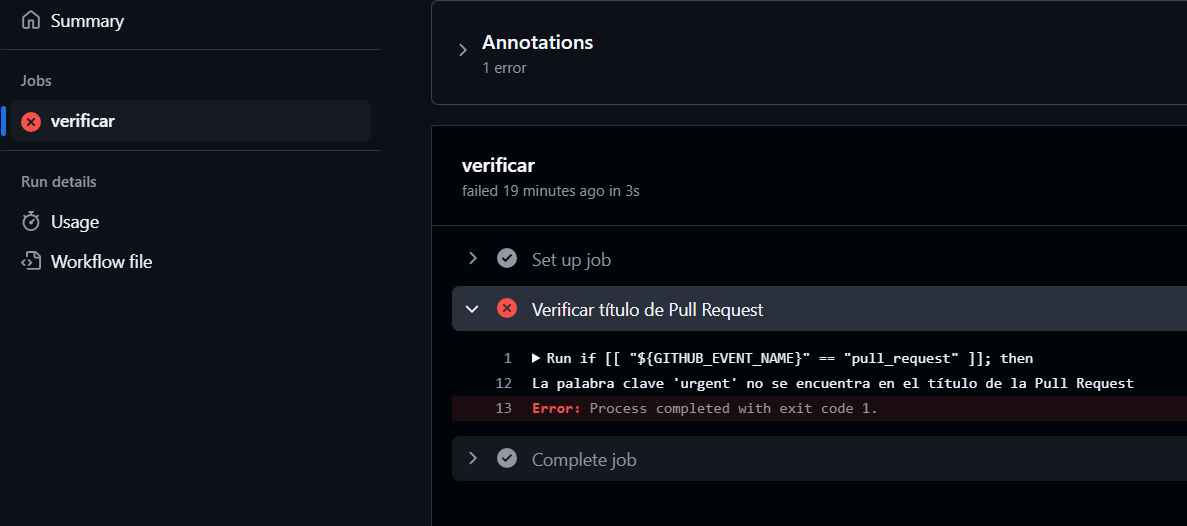 Summary
Jobs
verificar
Run details
Usage
Workflow file
Annotations
1 error
verificar
failed 19 minutes ago in 3s
Set up job
Verificar título de Pull Request
1 Run if [[ "${GITHUB_EVENT_NAME}" == "pull_request" ]]; then
12 La palabra clave 'urgent' no se encuentra en el título de la Pull Request
13 Error: Process completed with exit code 1.
Complete job